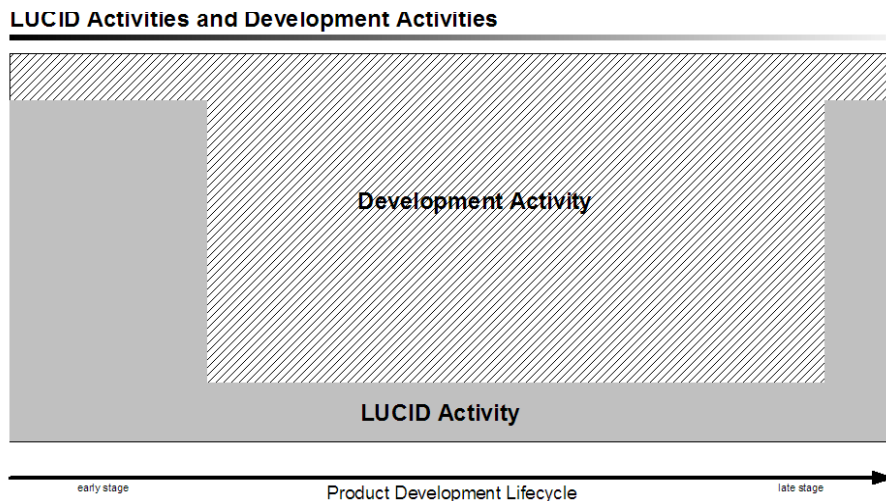 LUCID Activities and Development Activities
Development Activity
LUCID Activity
early stage
Product Development Lifecycle
late stage